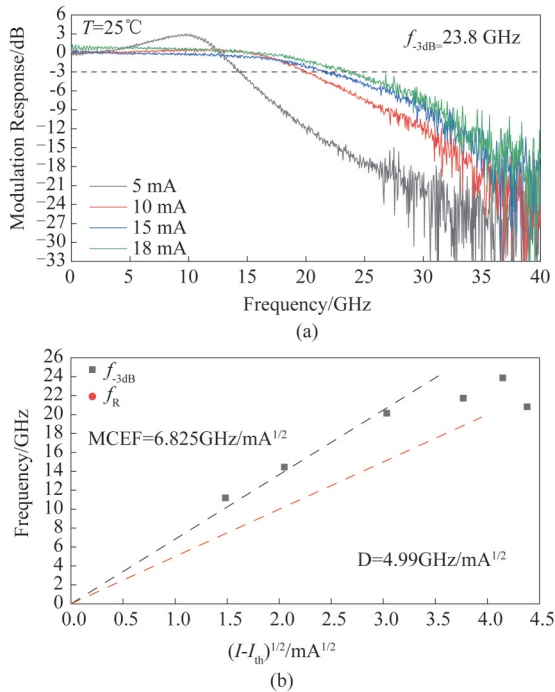 T=25℃
f-3dB=23.8 GHz
Modulation Response/dB
6
3
0
−3
−6
−9
−12
−15
−18
−21
−24
−27
−30
−33
5 mA
10 mA
15 mA
18 mA
0 5 10 15 20 25 30 35 40
Frequency/GHz
(a)
Frequency/GHz
26
24
22
20
18
16
14
12
10
8
6
4
2
0
f-3dB
fR
MCEF=6.825GHz/mA1/2
D=4.99GHz/mA1/2
0.0 0.5 1.0 1.5 2.0 2.5 3.0 3.5 4.0 4.5
(I-Ith)1/2/mA1/2
(b)